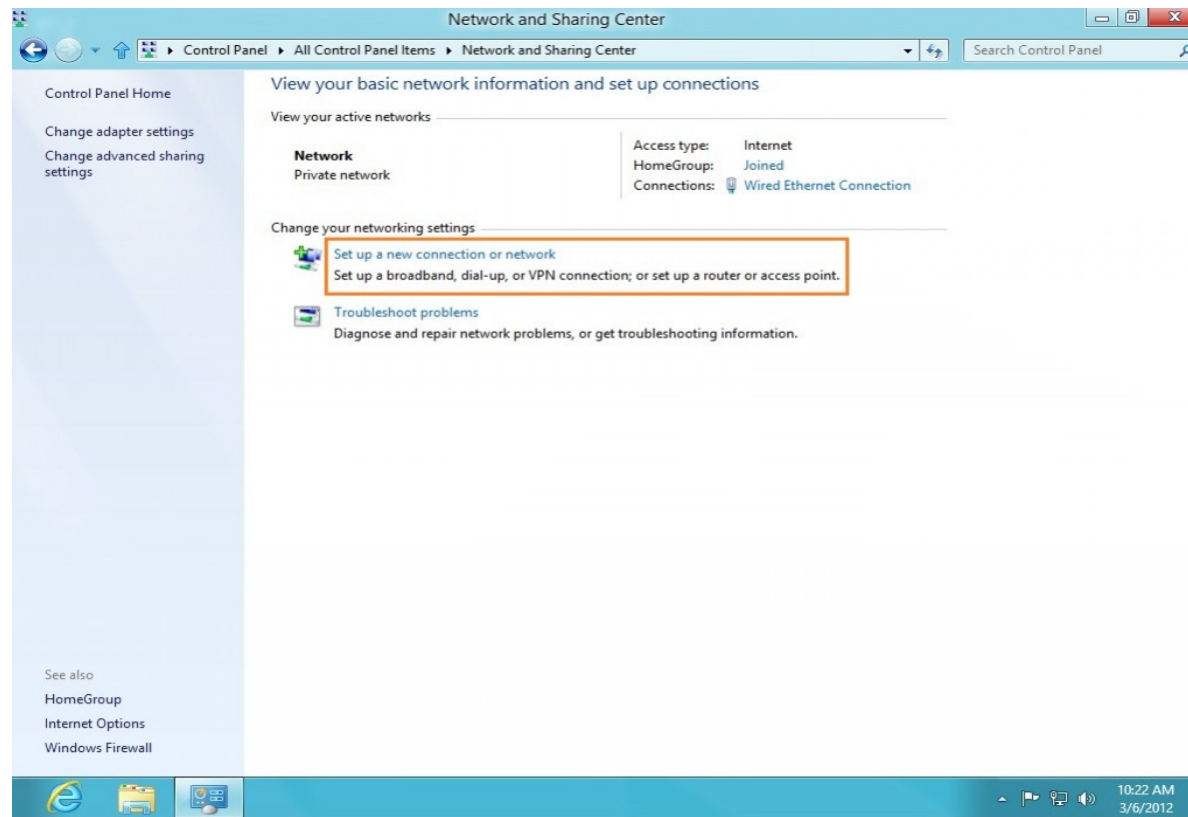 Network and Sharing Center
Control Panel All Control Panel Items Network and Sharing Center
Search Control Panel
Control Panel Home
Change adapter settings
Change advanced sharing
settings
View your basic network information and set up connections
View your active networks
Network
Private network
Access type: Internet
HomeGroup: Joined
Connections: Wired Ethernet Connection
Change your networking settings
Set up a new connection or network
Set up a broadband, dial-up, or VPN connection; or set up a router or access point.
Troubleshoot problems
Diagnose and repair network problems, or get troubleshooting information.
See also
HomeGroup
Internet Options
Windows Firewall
10:22 AM
3/6/2012